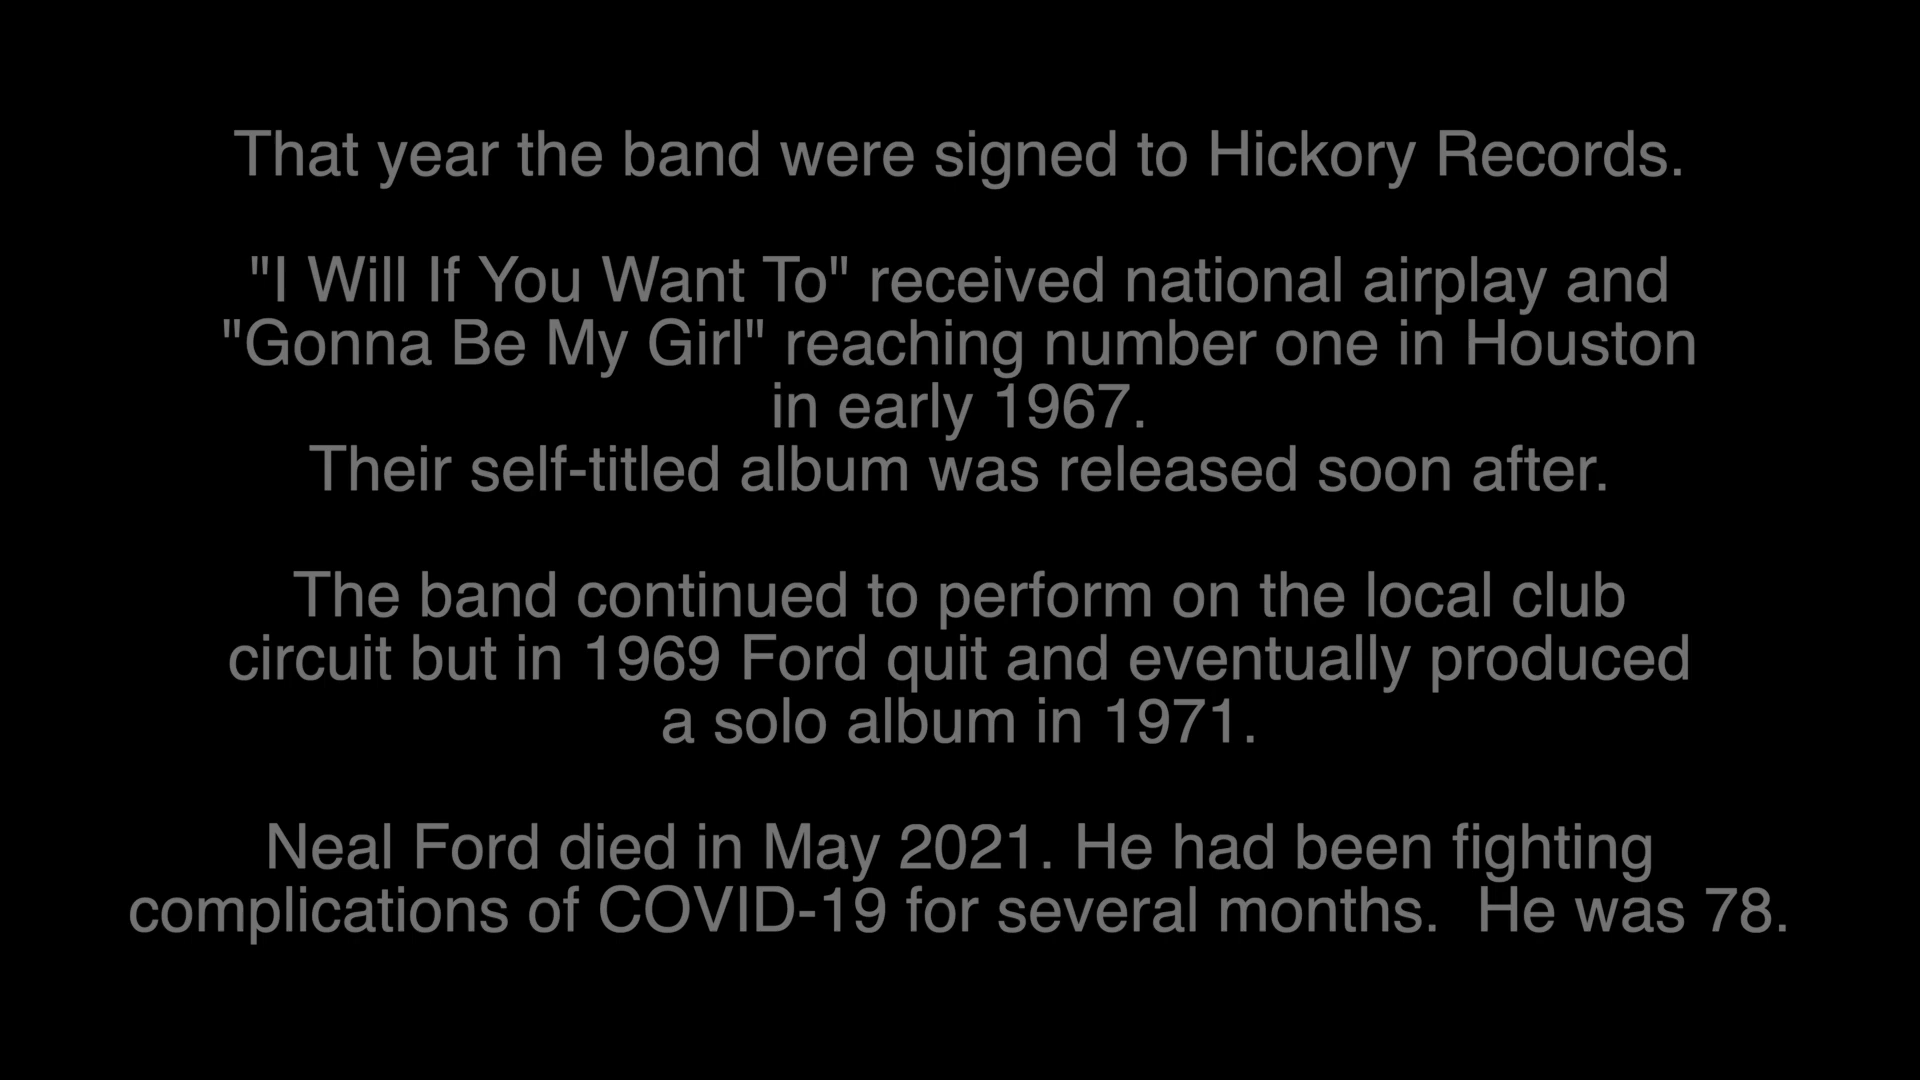 That year the band were signed to Hickory Records.
"I Will If You Want To" received national airplay and
"Gonna Be My Girl" reaching number one in Houston
in early 1967.
Their self-titled album was released soon after.
The band continued to perform on the local club
circuit but in 1969 Ford quit and eventually produced
a solo album in 1971.
Neal Ford died in May 2021. He had been fighting
complications of COVID-19 for several months.  He was 78.